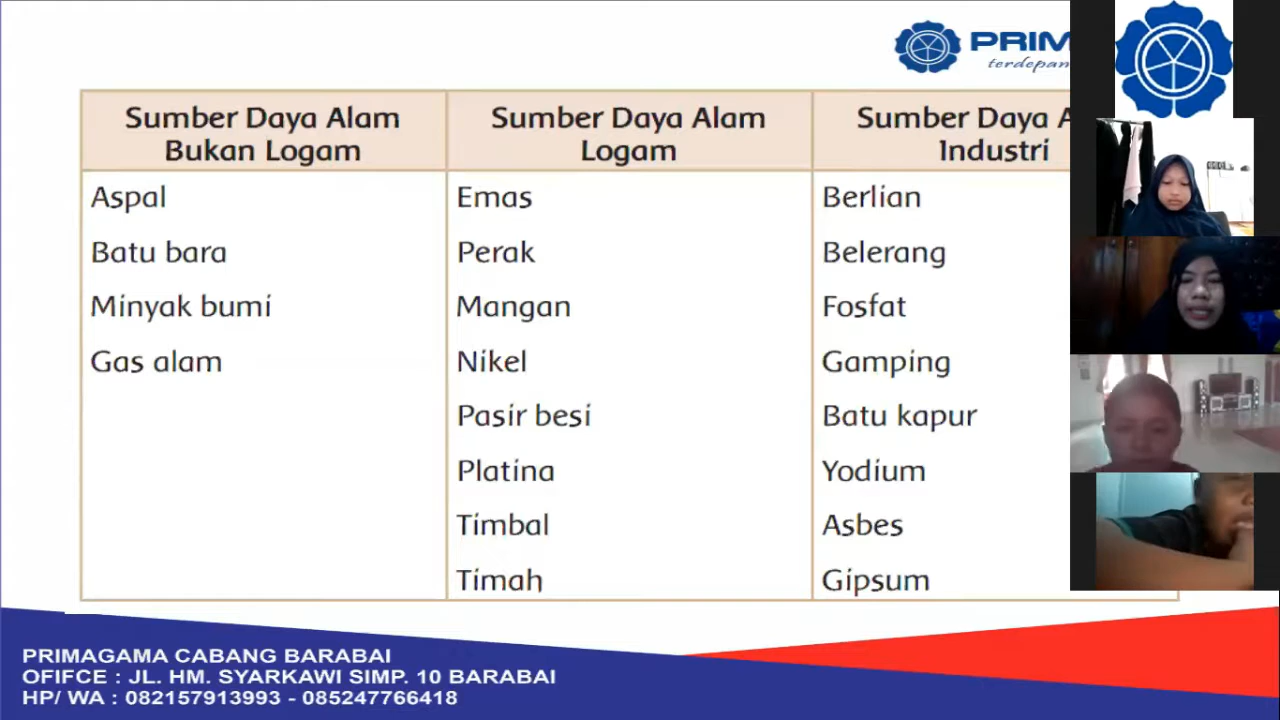 PRIM
terdepan
Sumber Daya Alam
Bukan Logam
Sumber Daya Alam
Logam
Sumber Daya A
Industri
Aspal
Emas
Berlian
Batu bara
Perak
Belerang
Minyak bumi
Mangan
Fosfat
Gas alam
Nikel
Gamping
Pasir besi
Batu kapur
Platina
Yodium
Timbal
Asbes
Timah
Gipsum
PRIMAGAMA CABANG BARABAI
OFIFCE : JL. HM. SYARKAWI SIMP. 10 BARABAI
HP/ WA : 082157913993 - 085247766418